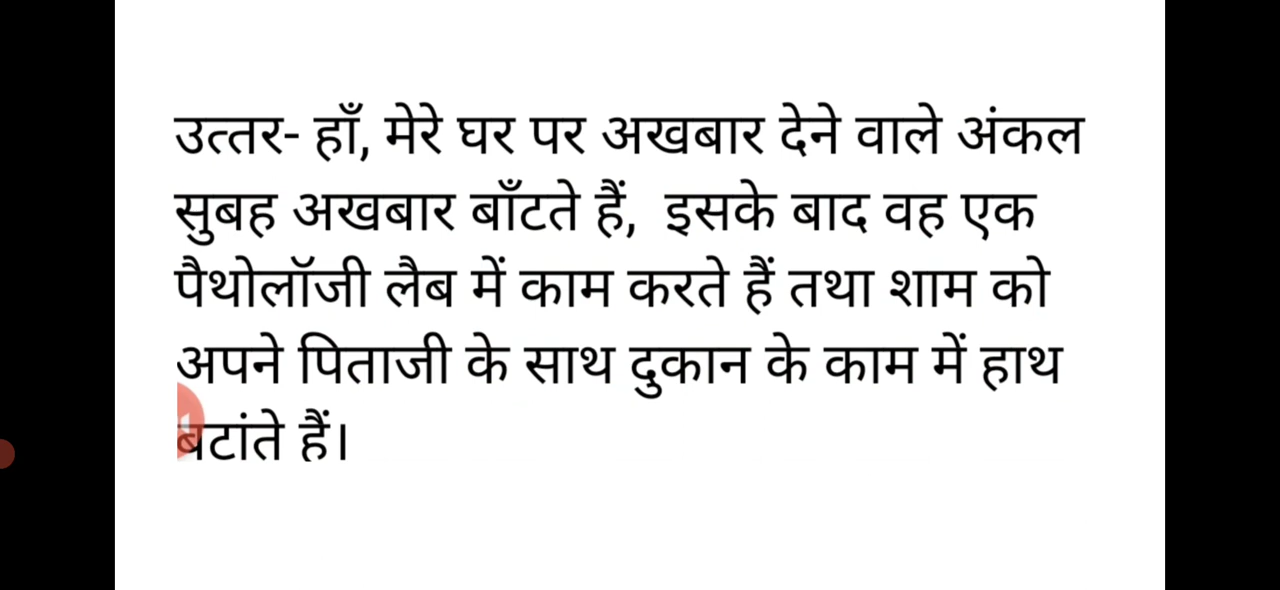 उत्तर- हाँ, मेरे घर पर अखबार देने वाले अंकल
सुबह अखबार बाँटते हैं, इसके बाद वह एक
पैथोलॉजी लैब में काम करते हैं तथा शाम को
अपने पिताजी के साथ दुकान के काम में हाथ
बटांते हैं।